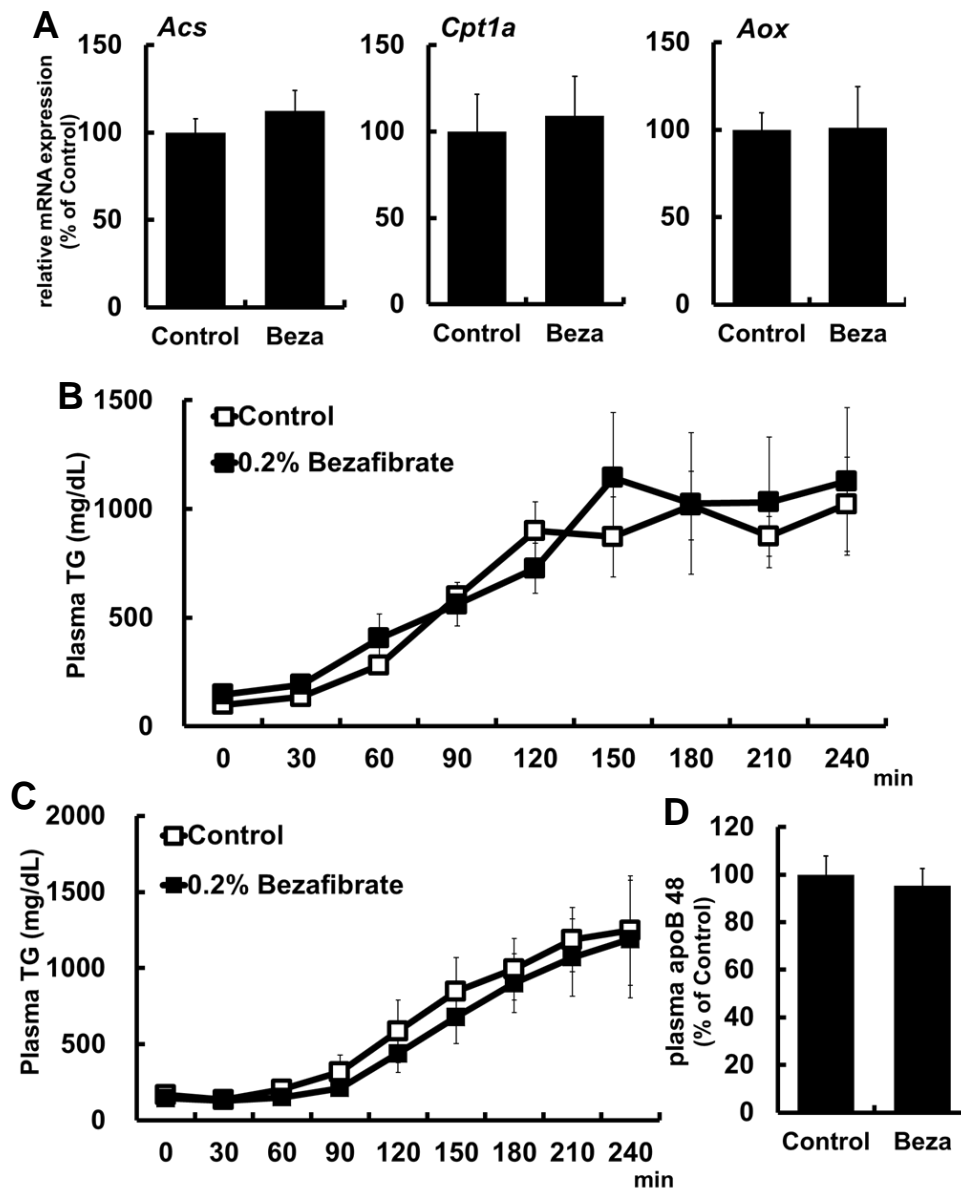 A
Acs
Cpt1a
Aox
relative mRNA expression
(% of Control)
150
100
50
0
Control Beza
150
100
50
0
Control Beza
150
100
50
0
Control Beza
B
Plasma TG (mg/dL)
1500
1000
500
0
Control
0.2% Bezafibrate
0 30 60 90 120 150 180 210 240
min
C
Plasma TG (mg/dL)
2000
1500
1000
500
0
Control
0.2% Bezafibrate
0 30 60 90 120 150 180 210 240
min
D
plasma apoB 48
(% of Control)
120
100
80
60
40
20
0
Control Beza